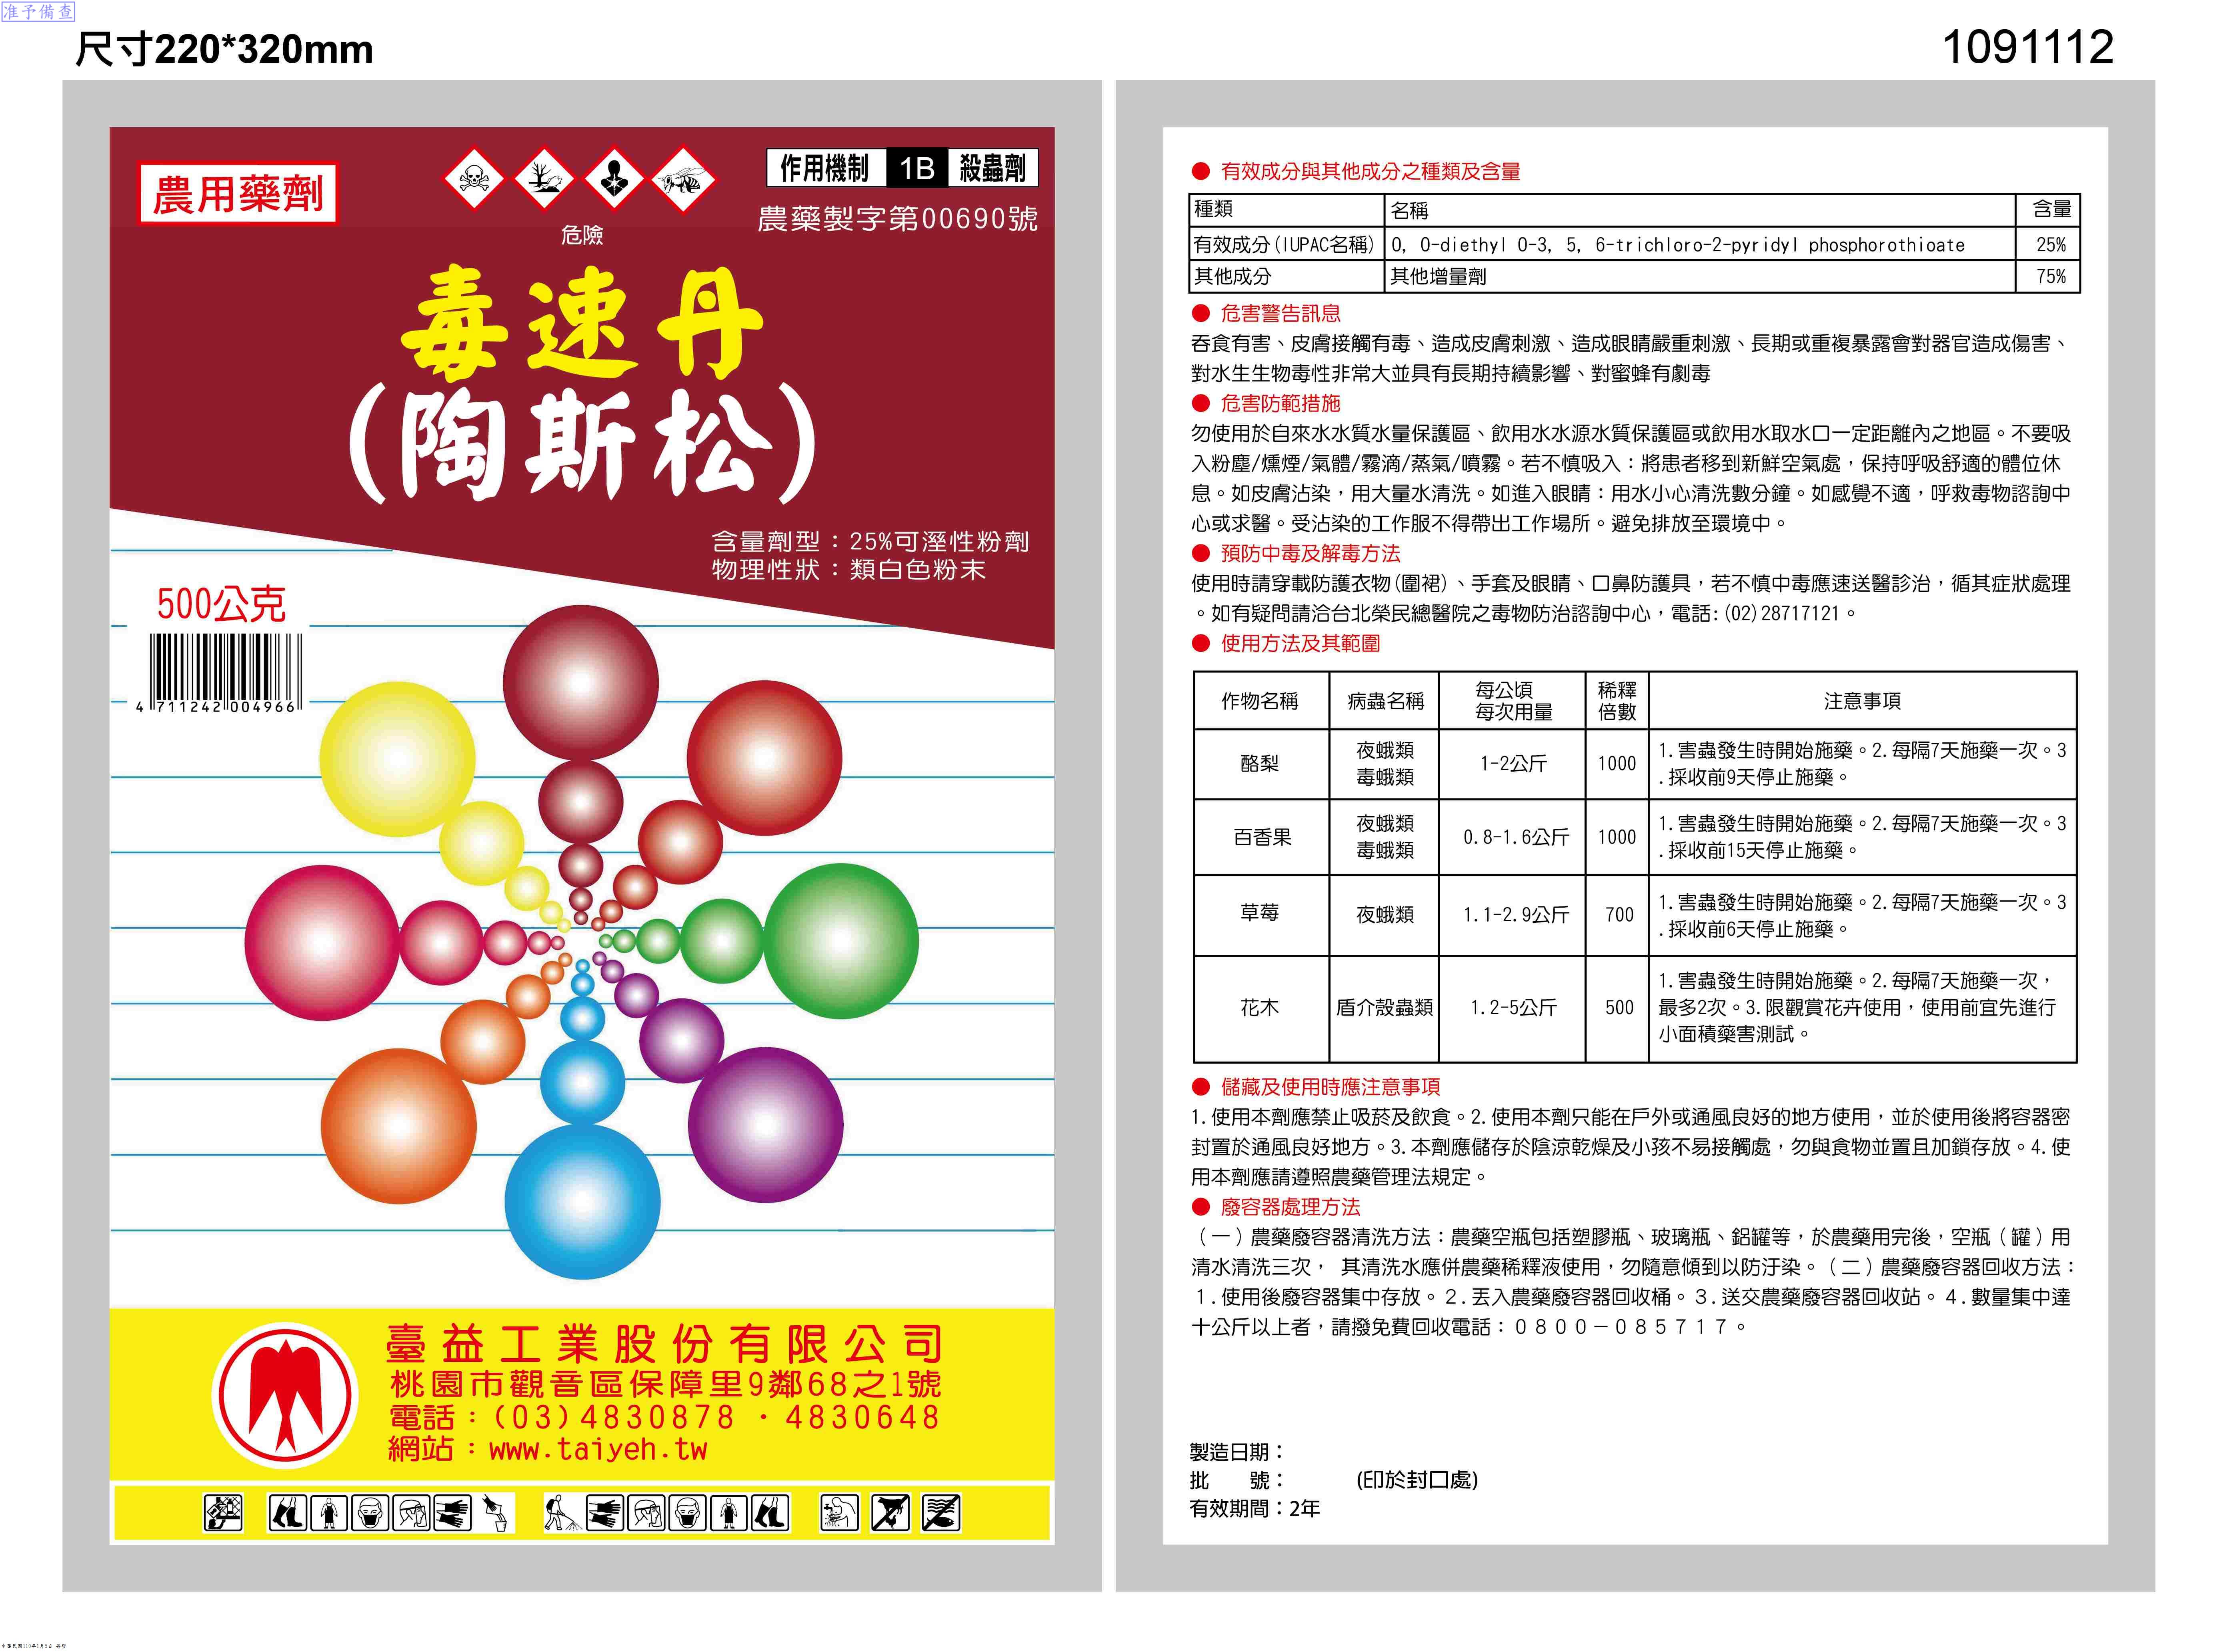 准予備查
尺寸220*320mm
1091112
農用藥劑
危險
作用機制 1B 殺蟲劑
農藥製字第00690號
毒速丹
(陶斯松)
含量劑型：25%可溼性粉劑
物理性狀：類白色粉末
500公克
4 711242 004966
臺益工業股份有限公司
桃園市觀音區保障里9鄰68之1號
電話：(03)4830878 · 4830648
網站：www.taiyeh.tw
● 有效成分與其他成分之種類及含量
種類 名稱 含量
有效成分(IUPAC名稱) O, O-diethyl O-3, 5, 6-trichloro-2-pyridyl phosphorothioate 25%
其他成分 其他增量劑 75%
● 危害警告訊息
吞食有害、皮膚接觸有毒、造成皮膚刺激、造成眼睛嚴重刺激、長期或重複暴露會對器官造成傷害、
對水生生物毒性非常大並具有長期持續影響、對蜜蜂有劇毒
● 危害防範措施
勿使用於自來水水質水量保護區、飲用水水源水質保護區或飲用水取水口一定距離內之地區。不要吸
入粉塵/燻煙/氣體/霧滴/蒸氣/噴霧。若不慎吸入：將患者移到新鮮空氣處，保持呼吸舒適的體位休
息。如皮膚沾染，用大量水清洗。如進入眼睛：用水小心清洗數分鐘。如感覺不適，呼救毒物諮詢中
心或求醫。受沾染的工作服不得帶出工作場所。避免排放至環境中。
● 預防中毒及解毒方法
使用時請穿載防護衣物(圍裙)、手套及眼睛、口鼻防護具，若不慎中毒應速送醫診治，循其症狀處理
。如有疑問請洽台北榮民總醫院之毒物防治諮詢中心，電話:(02)28717121。
● 使用方法及其範圍
作物名稱 病蟲名稱 每公頃每次用量 稀釋倍數 注意事項
酪梨 夜蛾類 毒蛾類 1-2公斤 1000 1.害蟲發生時開始施藥。2.每隔7天施藥一次。3
.採收前9天停止施藥。
百香果 夜蛾類 毒蛾類 0.8-1.6公斤 1000 1.害蟲發生時開始施藥。2.每隔7天施藥一次。3
.採收前15天停止施藥。
草莓 夜蛾類 1.1-2.9公斤 700 1.害蟲發生時開始施藥。2.每隔7天施藥一次。3
.採收前6天停止施藥。
花木 盾介殼蟲類 1.2-5公斤 500 1.害蟲發生時開始施藥。2.每隔7天施藥一次，
最多2次。3.限觀賞花卉使用，使用前宜先進行
小面積藥害測試。
● 儲藏及使用時應注意事項
1.使用本劑應禁止吸菸及飲食。2.使用本劑只能在戶外或通風良好的地方使用，並於使用後將容器密
封置於通風良好地方。3.本劑應儲存於陰涼乾燥及小孩不易接觸處，勿與食物並置且加鎖存放。4.使
用本劑應請遵照農藥管理法規定。
● 廢容器處理方法
（一）農藥廢容器清洗方法：農藥空瓶包括塑膠瓶、玻璃瓶、鋁罐等，於農藥用完後，空瓶（罐）用
清水清洗三次， 其清洗水應併農藥稀釋液使用，勿隨意傾到以防汙染。（二）農藥廢容器回收方法：
１.使用後廢容器集中存放。２.丟入農藥廢容器回收桶。３.送交農藥廢容器回收站。４.數量集中達
十公斤以上者，請撥免費回收電話：０８００－０８５７１７。
製造日期：
批　　號： (印於封口處)
有效期間：2年